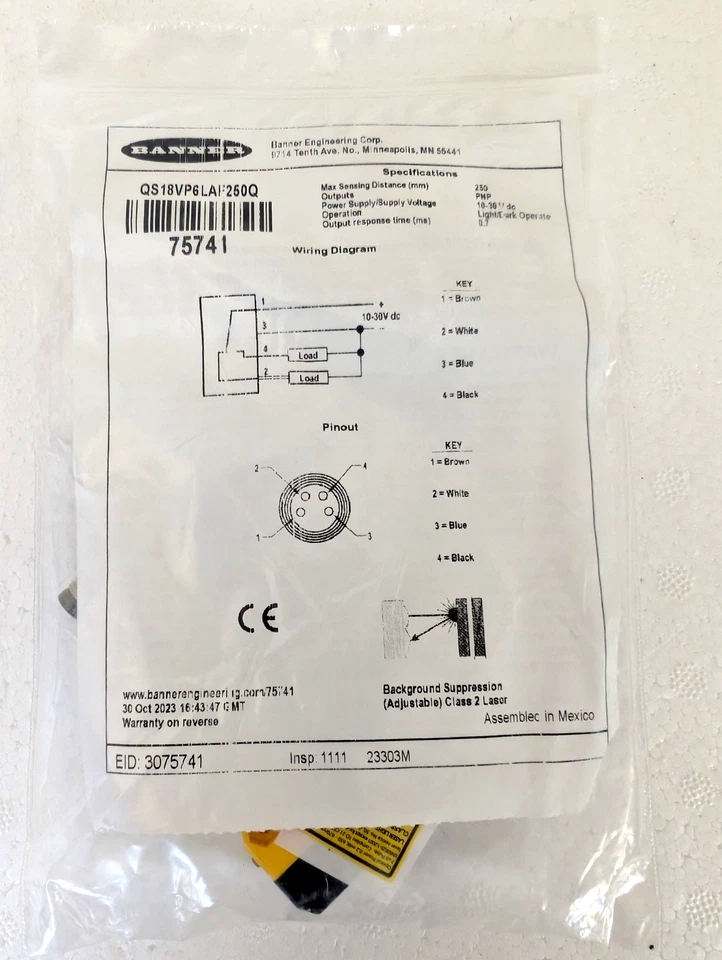 BANNER
Banner Engineering Corp.
9714 Tenth Ave. No., Minneapolis, MN 55441
QS18VP6LAF250Q
75741
Specifications
Max Sensing Distance (mm) 250
Outputs PNP
Power Supply/Supply Voltage 10-30V dc
Operation Light/Dark Operate
Output response time (ms) 0.7
Wiring Diagram
1 +
10-30V dc
3 -
4 Load
2 Load
KEY
1 = Brown
2 = White
3 = Blue
4 = Black
Pinout
2 4
1 3
KEY
1 = Brown
2 = White
3 = Blue
4 = Black
CE
www.bannerengineering.com/75741
30 Oct 2023 16:43:47 GMT
Warranty on reverse
Background Suppression
(Adjustable) Class 2 Laser
Assembled in Mexico
EID: 3075741 Insp: 1111 23303M